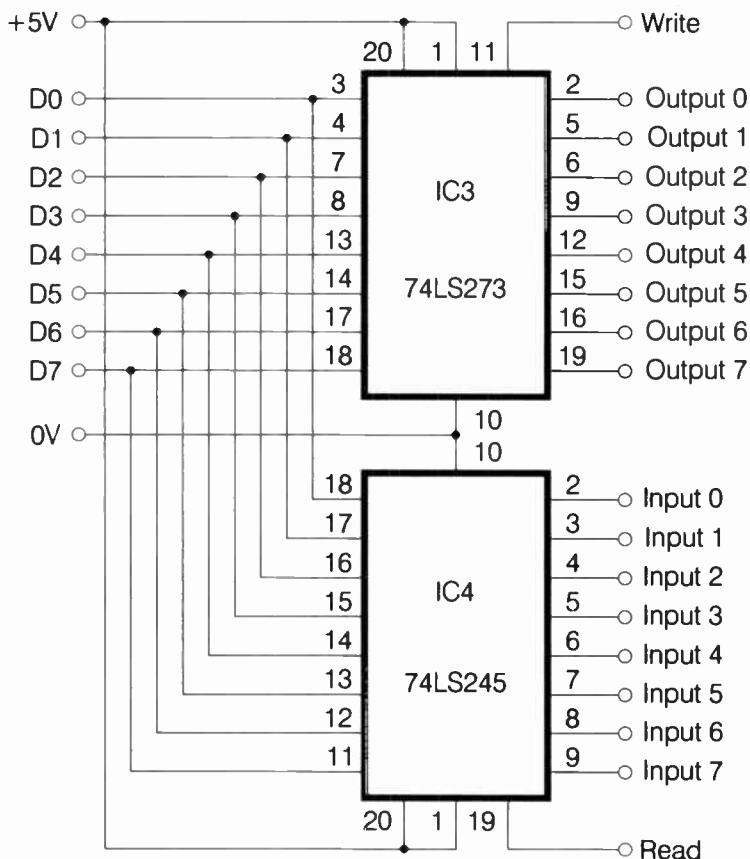 +5V 20 1 11 Write
D0 3 2 Output 0
D1 4 5 Output 1
D2 7 6 Output 2
IC3
D3 8 9 Output 3
D4 13 12 Output 4
D5 14 74LS273 15 Output 5
D6 17 16 Output 6
D7 18 19 Output 7
10
0V
10
18 2 Input 0
17 3 Input 1
16 4 Input 2
IC4
15 5 Input 3
14 6 Input 4
13 74LS245 7 Input 5
12 8 Input 6
11 9 Input 7
20 1 19
Read